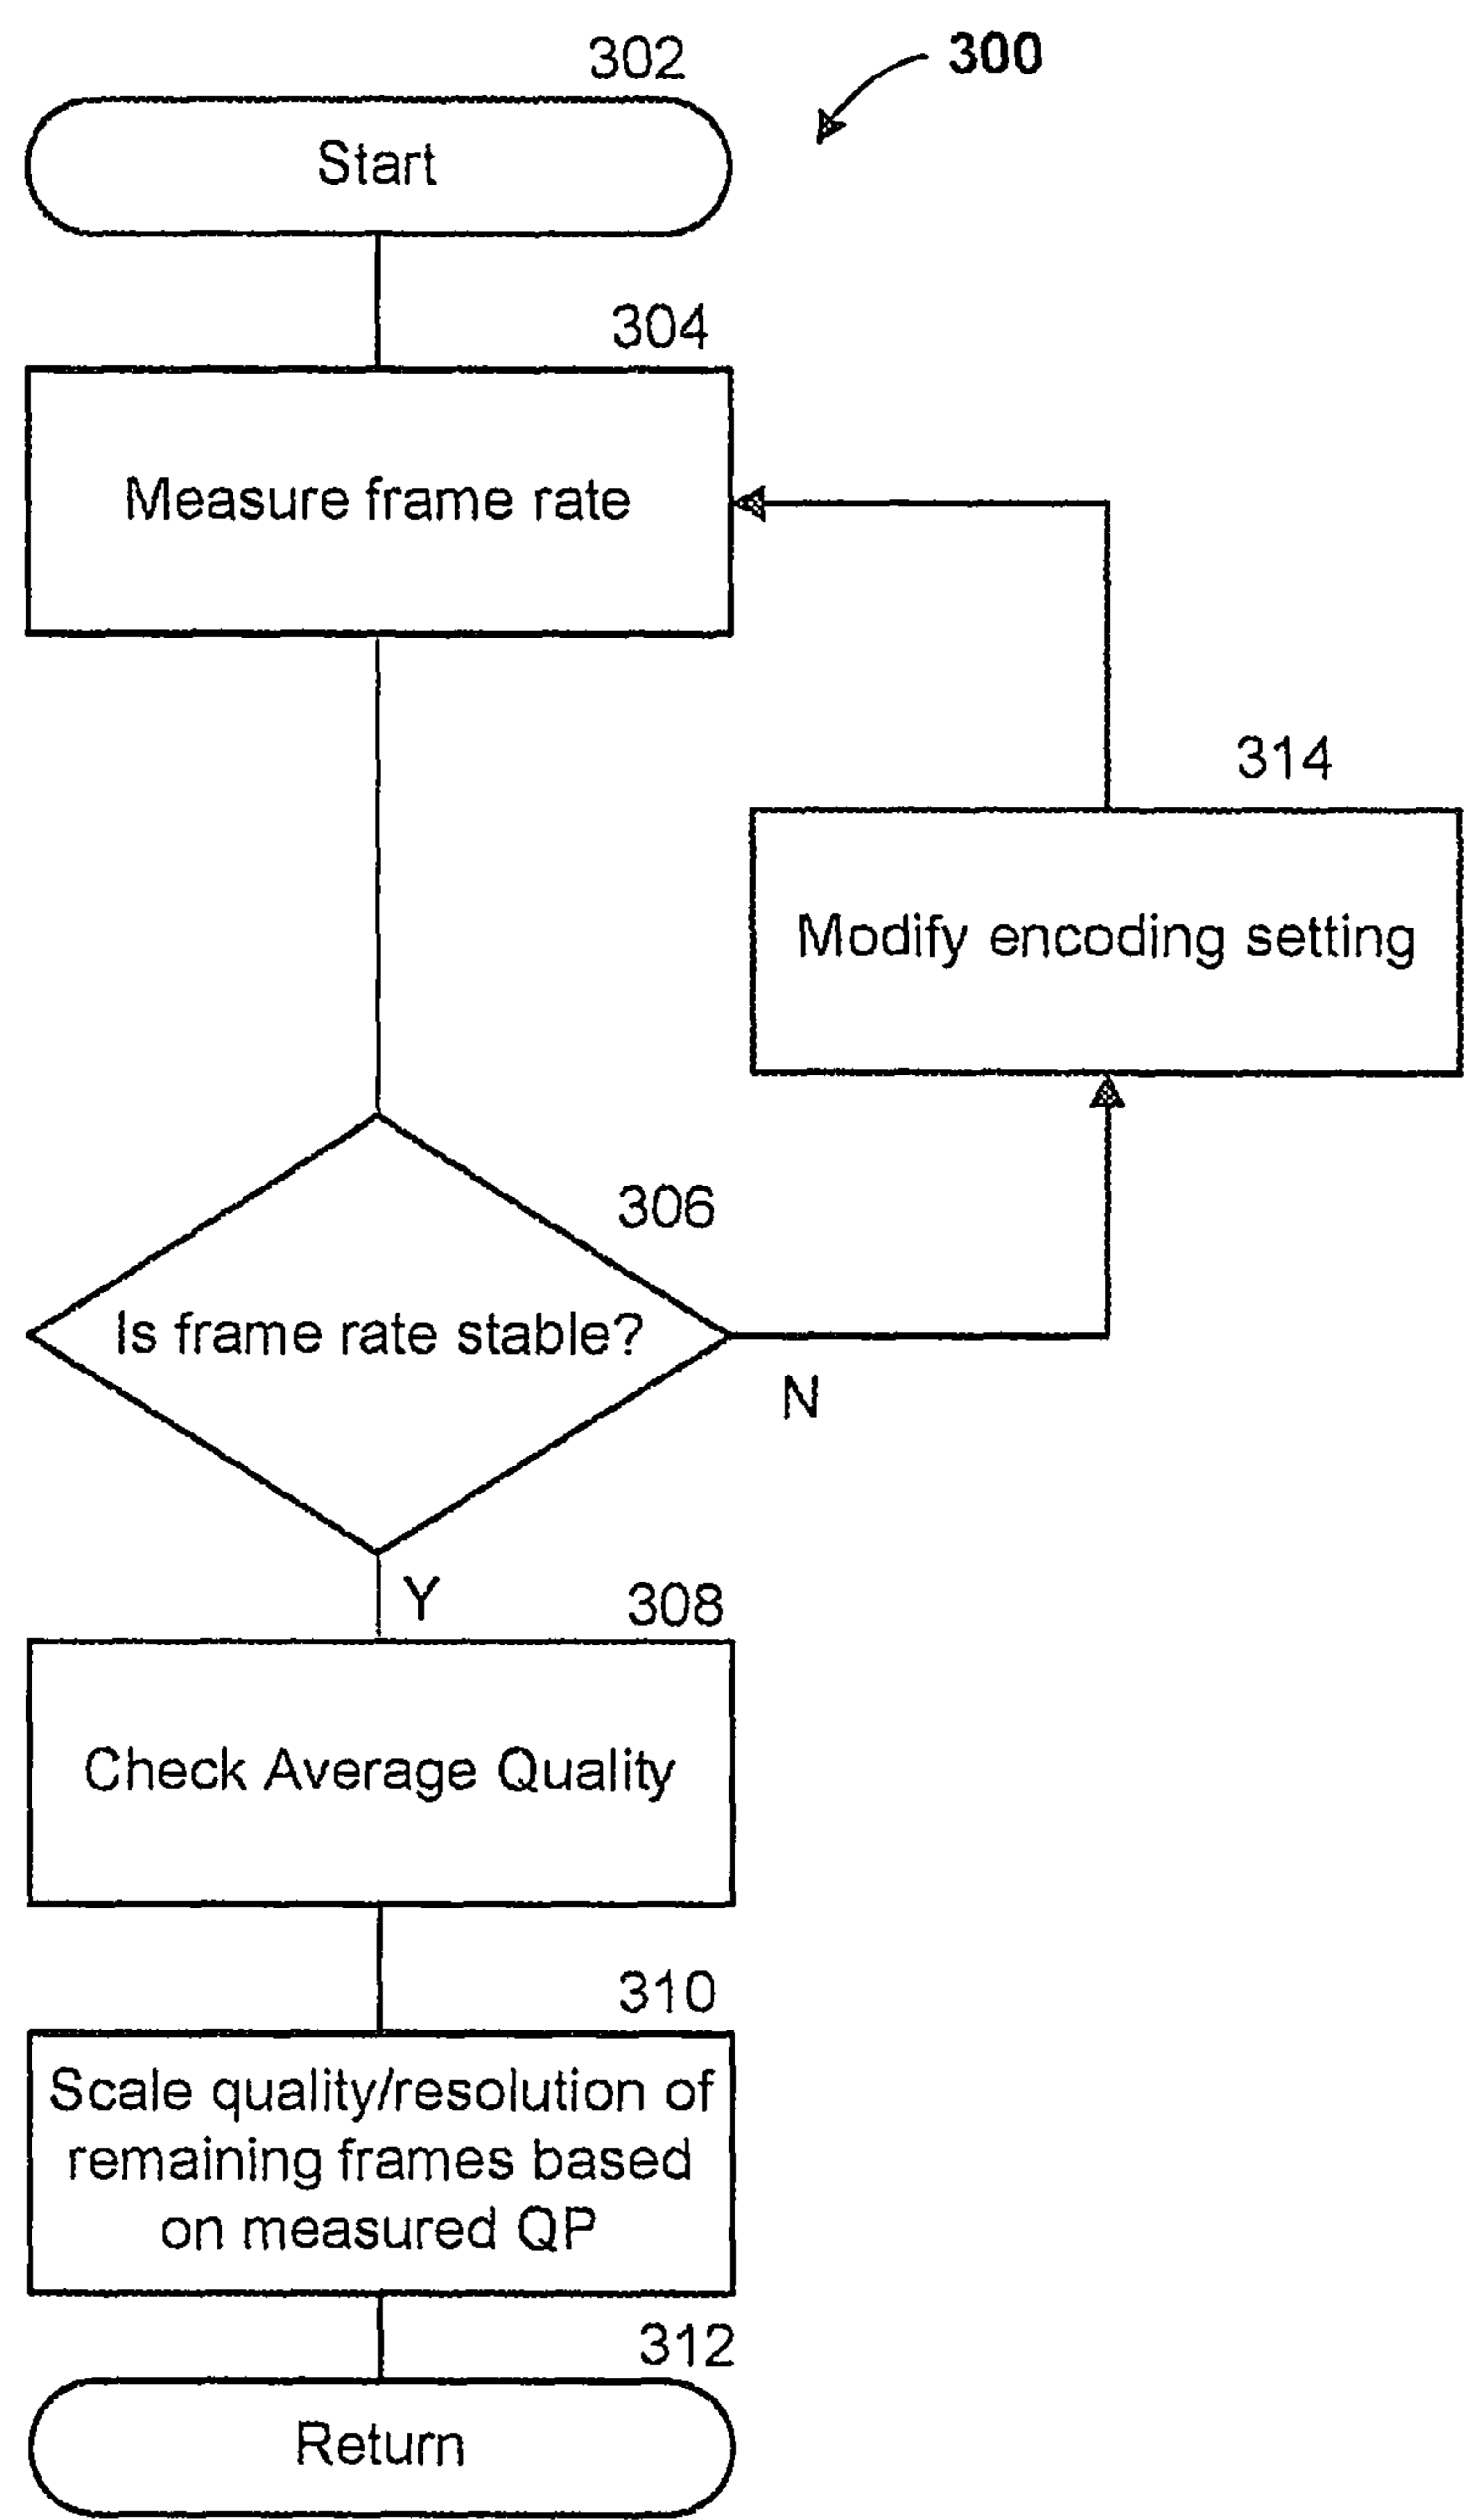 302
300
Start
304
Measure frame rate
314
Modify encoding setting
306
Is frame rate stable?
N
Y
308
Check Average Quality
310
Scale quality/resolution of
remaining frames based
on measured QP
312
Return